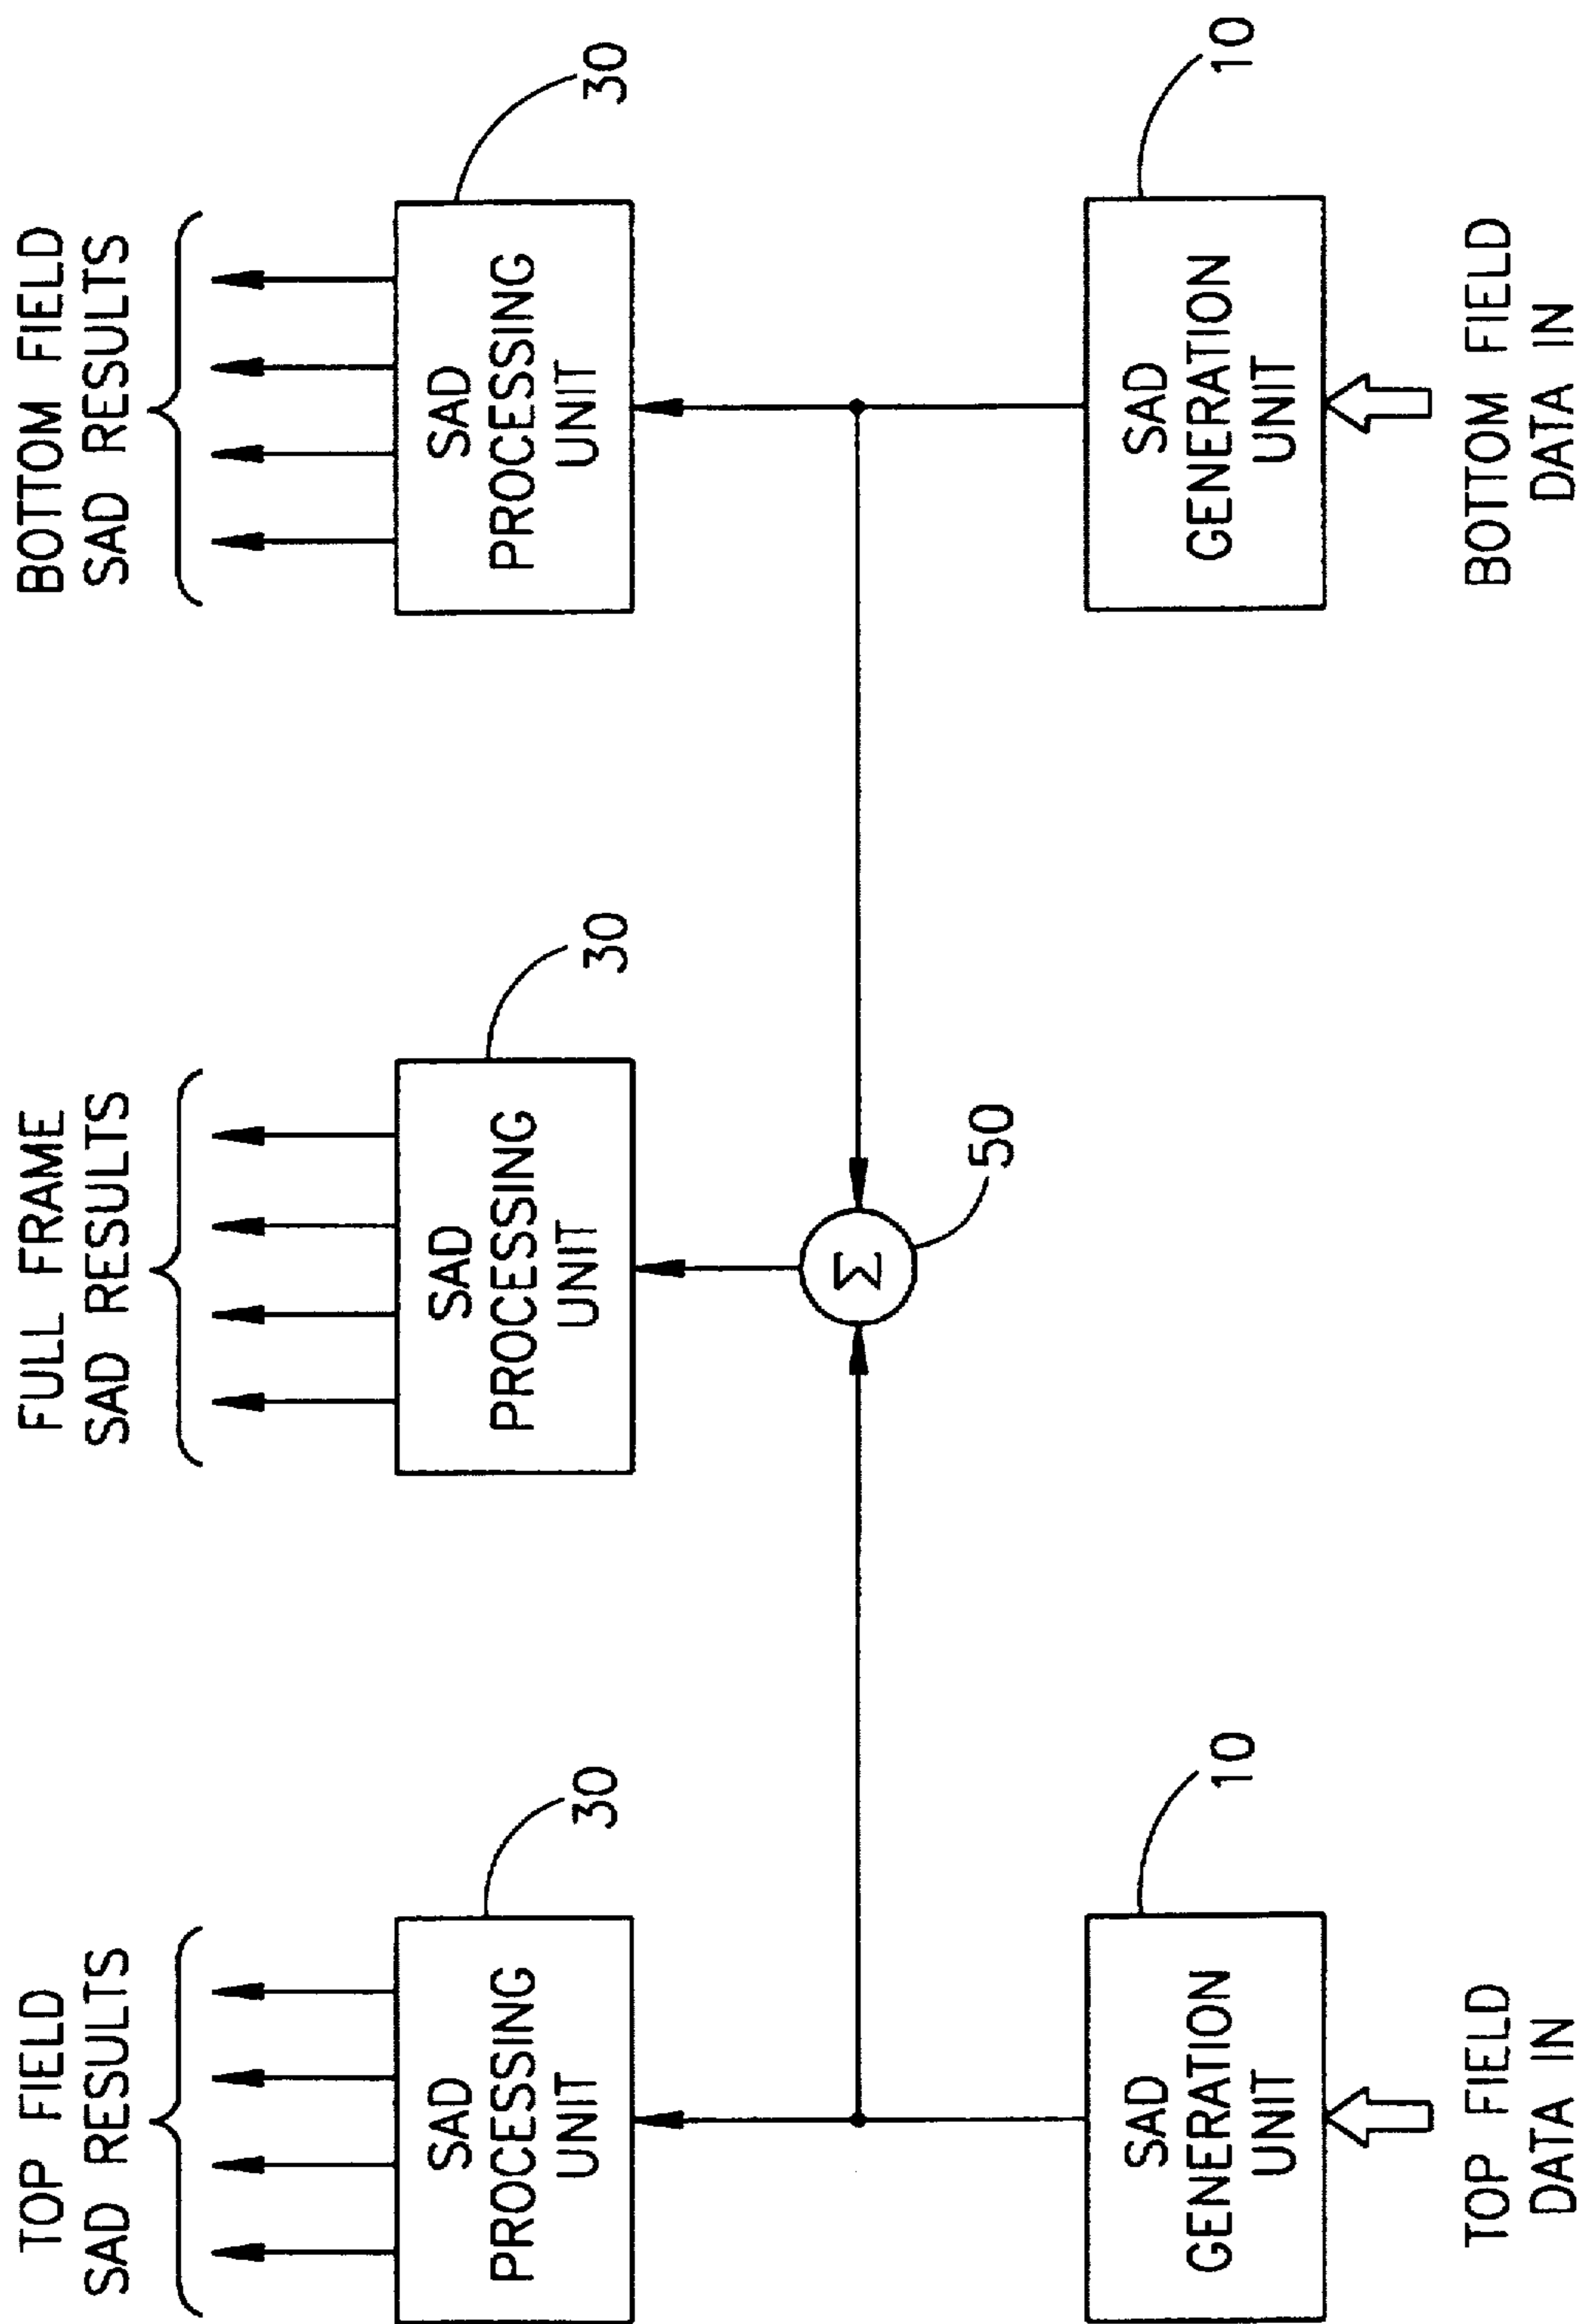 TOP FIELD
SAD RESULTS
FULL FRAME
SAD RESULTS
BOTTOM FIELD
SAD RESULTS
SAD
PROCESSING
UNIT
30
SAD
PROCESSING
UNIT
30
SAD
PROCESSING
UNIT
30
Σ
50
SAD
GENERATION
UNIT
10
SAD
GENERATION
UNIT
10
TOP FIELD
DATA IN
BOTTOM FIELD
DATA IN